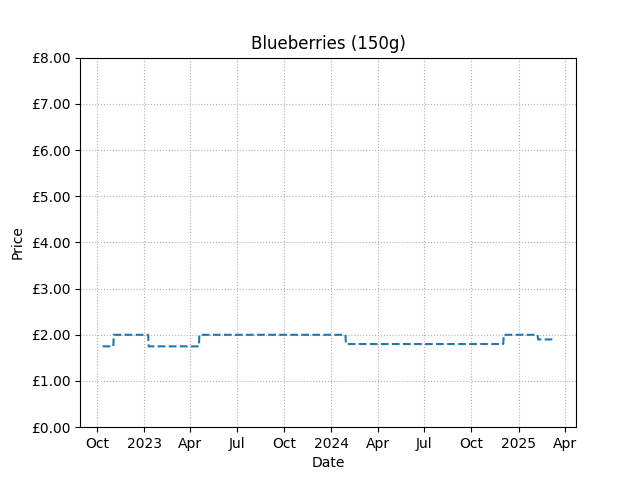 Blueberries (150g)
£8.00
£7.00
£6.00
£5.00
£4.00
£3.00
£2.00
£1.00
£0.00
Price
Oct 2023 Apr Jul Oct 2024 Apr Jul Oct 2025 Apr
Date